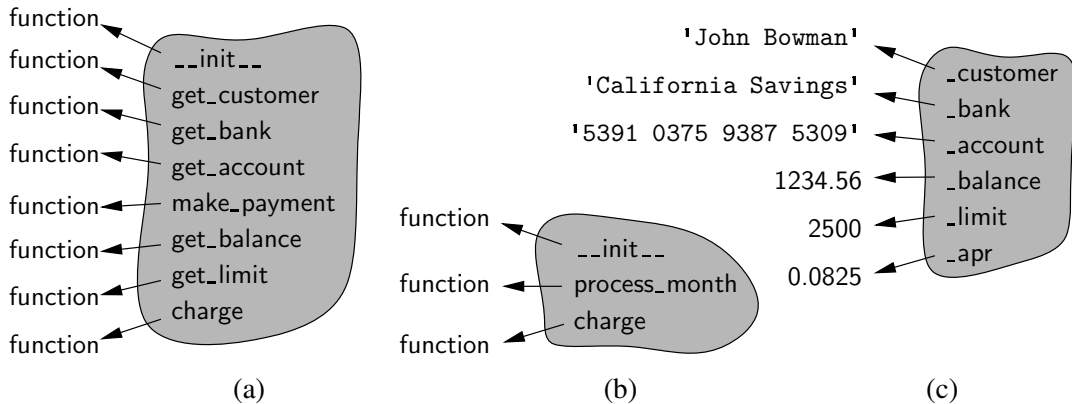 function
__init__
function
get_customer
function
get_bank
function
get_account
function
make_payment
function
get_balance
function
get_limit
function
charge
function
(a)
function
__init__
function
process_month
function
charge
(b)
'John Bowman'
_customer
'California Savings'
_bank
'5391 0375 9387 5309'
_account
1234.56
_balance
2500
_limit
0.0825
_apr
(c)